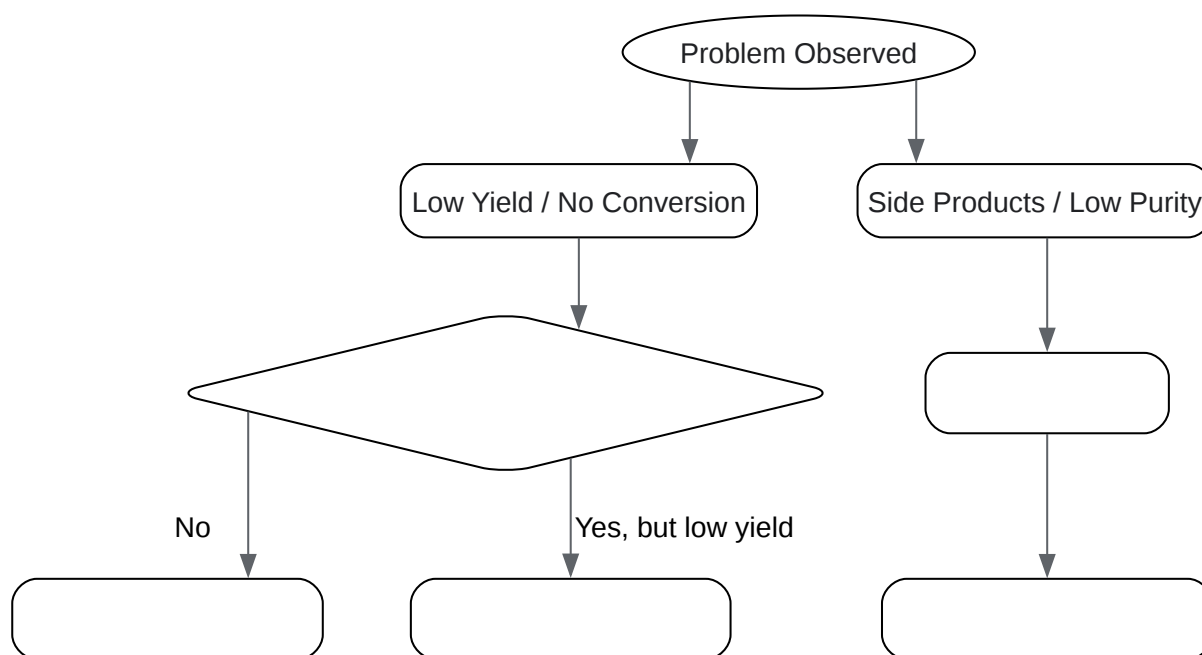 Problem Observed
Low Yield / No Conversion
Side Products / Low Purity
No
Yes, but low yield